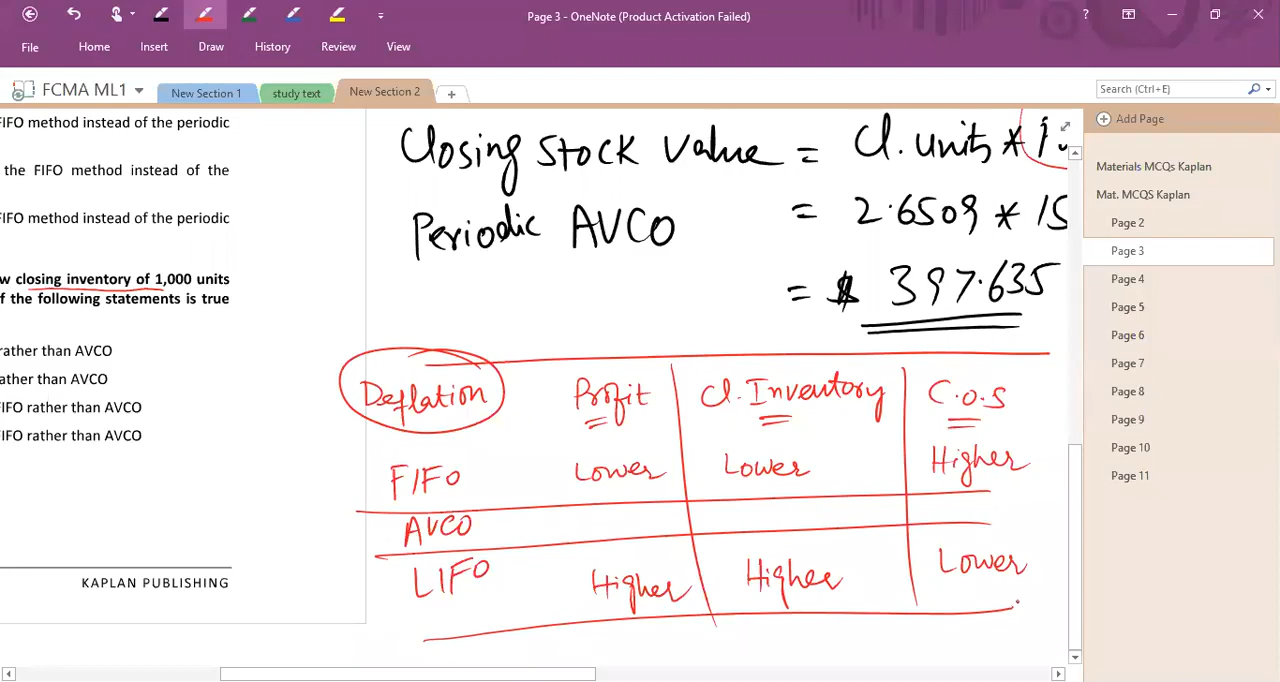 Page 3 - OneNote (Product Activation Failed)
File Home Insert Draw History Review View
FCMA ML1 New Section 1 study text New Section 2
Search (Ctrl+E)
Add Page
Materials MCQs Kaplan
Mat. MCQS Kaplan
Page 2
Page 3
Page 4
Page 5
Page 6
Page 7
Page 8
Page 9
Page 10
Page 11
FIFO method instead of the periodic
the FIFO method instead of the
FIFO method instead of the periodic
w closing inventory of 1,000 units
f the following statements is true
rather than AVCO
ather than AVCO
FIFO rather than AVCO
FIFO rather than AVCO
KAPLAN PUBLISHING
Closing stock value = Cl. units *
Periodic AVCO = 2.6509 * 15
= $ 397.635
Deflation Profit Cl. Inventory C.O.S
FIFO Lower Lower Higher
AVCO
LIFO Higher Higher Lower